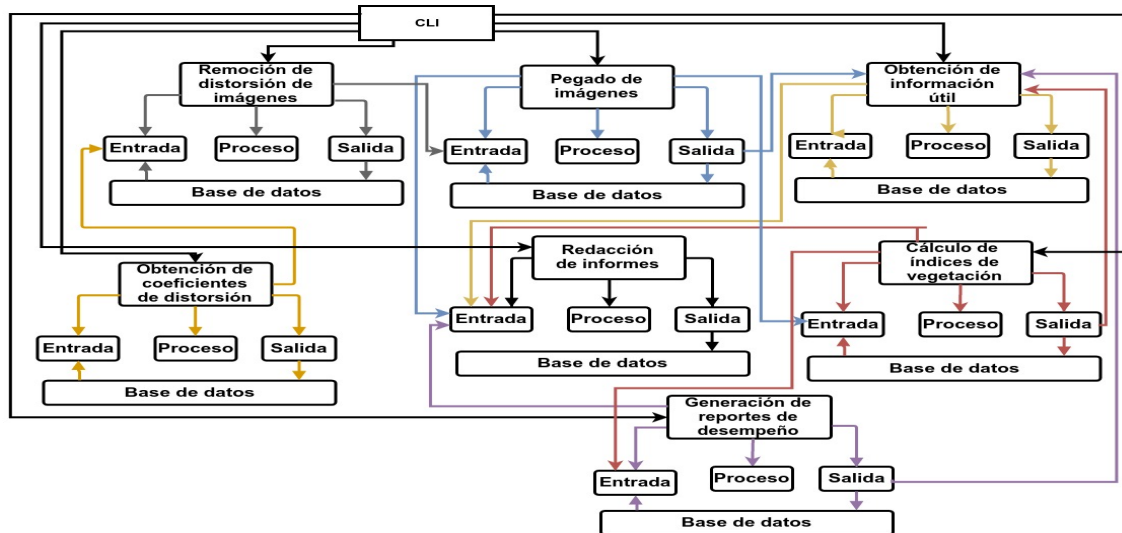 CLI
Remoción de
distorsión de
imágenes
Pegado de
imágenes
Obtención de
información
útil
Entrada
Proceso
Salida
Base de datos
Entrada
Proceso
Salida
Base de datos
Entrada
Proceso
Salida
Base de datos
Obtención de
coeficientes
de distorsión
Redacción
de informes
Cálculo de
índices de
vegetación
Entrada
Proceso
Salida
Base de datos
Entrada
Proceso
Salida
Base de datos
Entrada
Proceso
Salida
Base de datos
Generación de
reportes de
desempeño
Entrada
Proceso
Salida
Base de datos